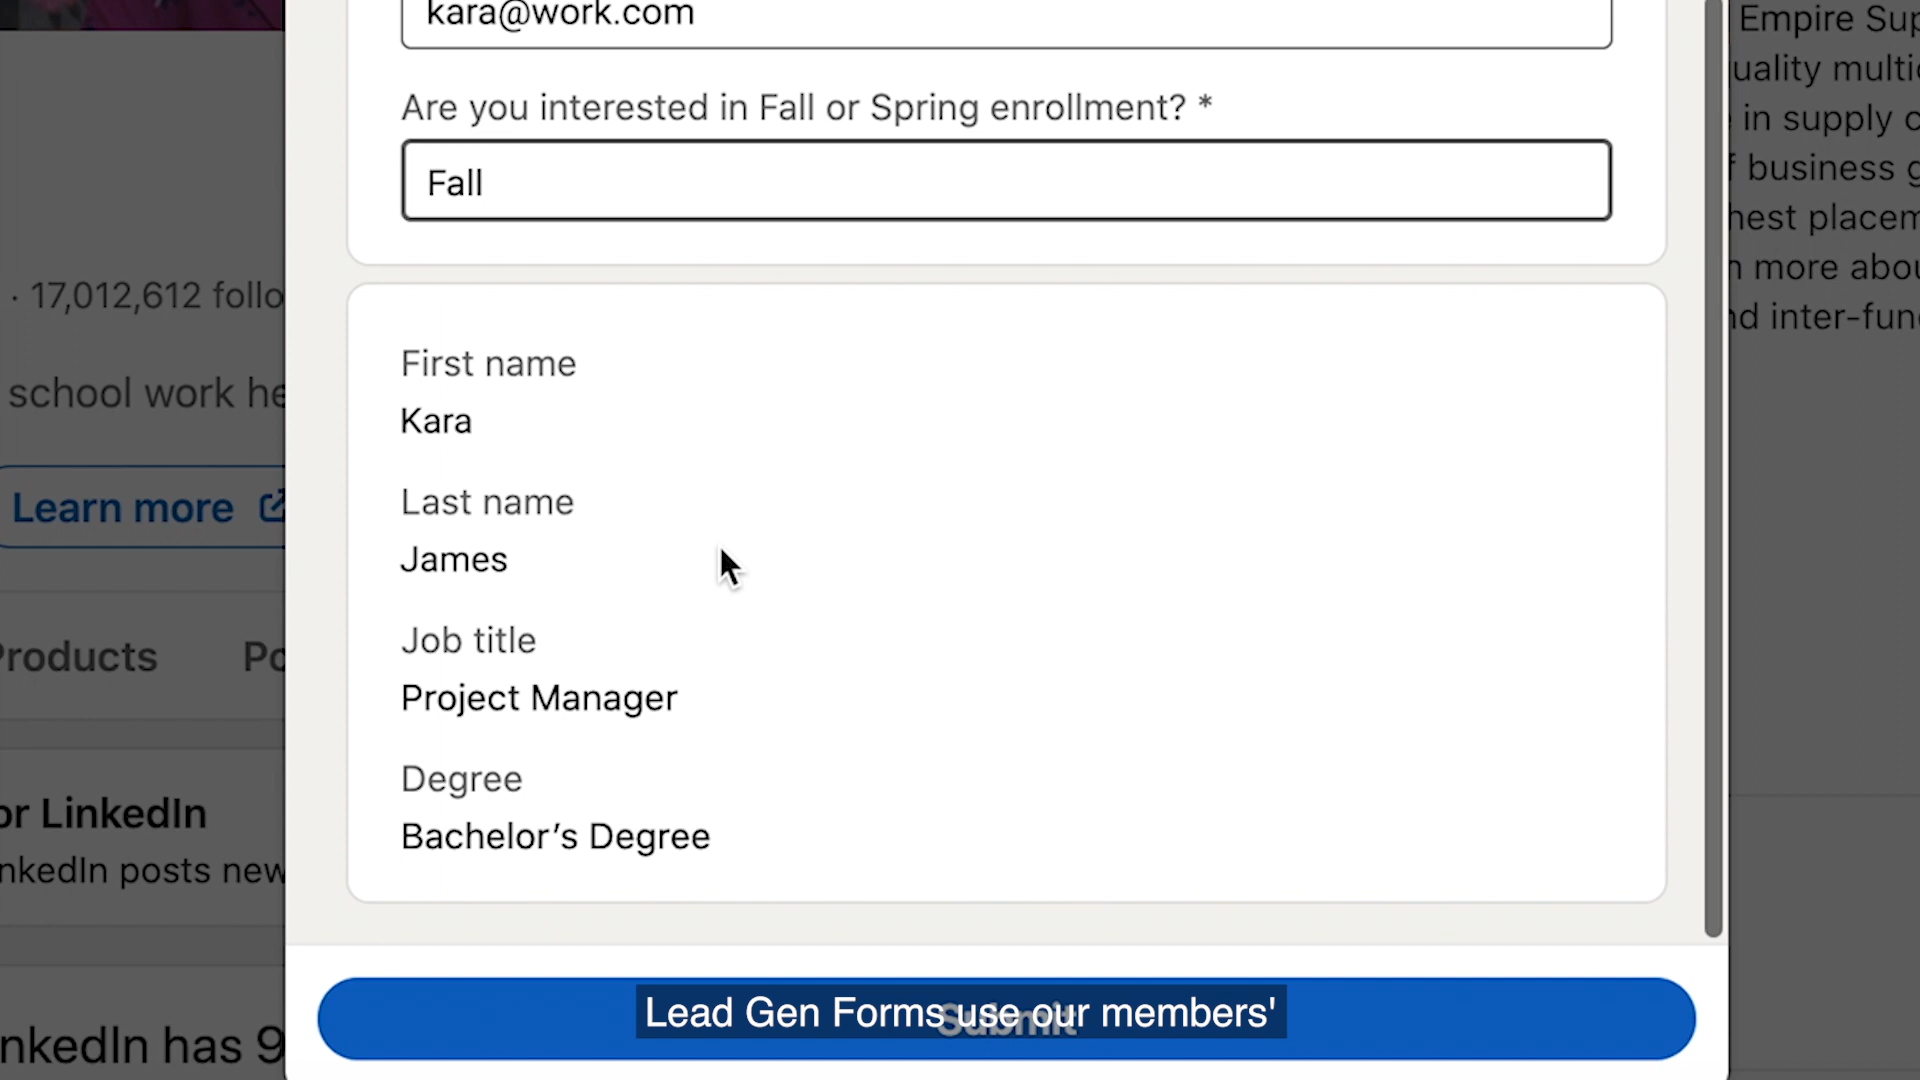 kara@work.com
Are you interested in Fall or Spring enrollment? *
Fall
First name
Kara
Last name
James
Job title
Project Manager
Degree
Bachelor’s Degree
Submit
Lead Gen Forms use our members'
· 17,012,612 follo
school work he
Learn more
Products
Po
or LinkedIn
nkedIn posts new
nkedIn has 9
Empire Sup
uality multi
in supply c
f business g
hest placem
n more abou
nd inter-fun